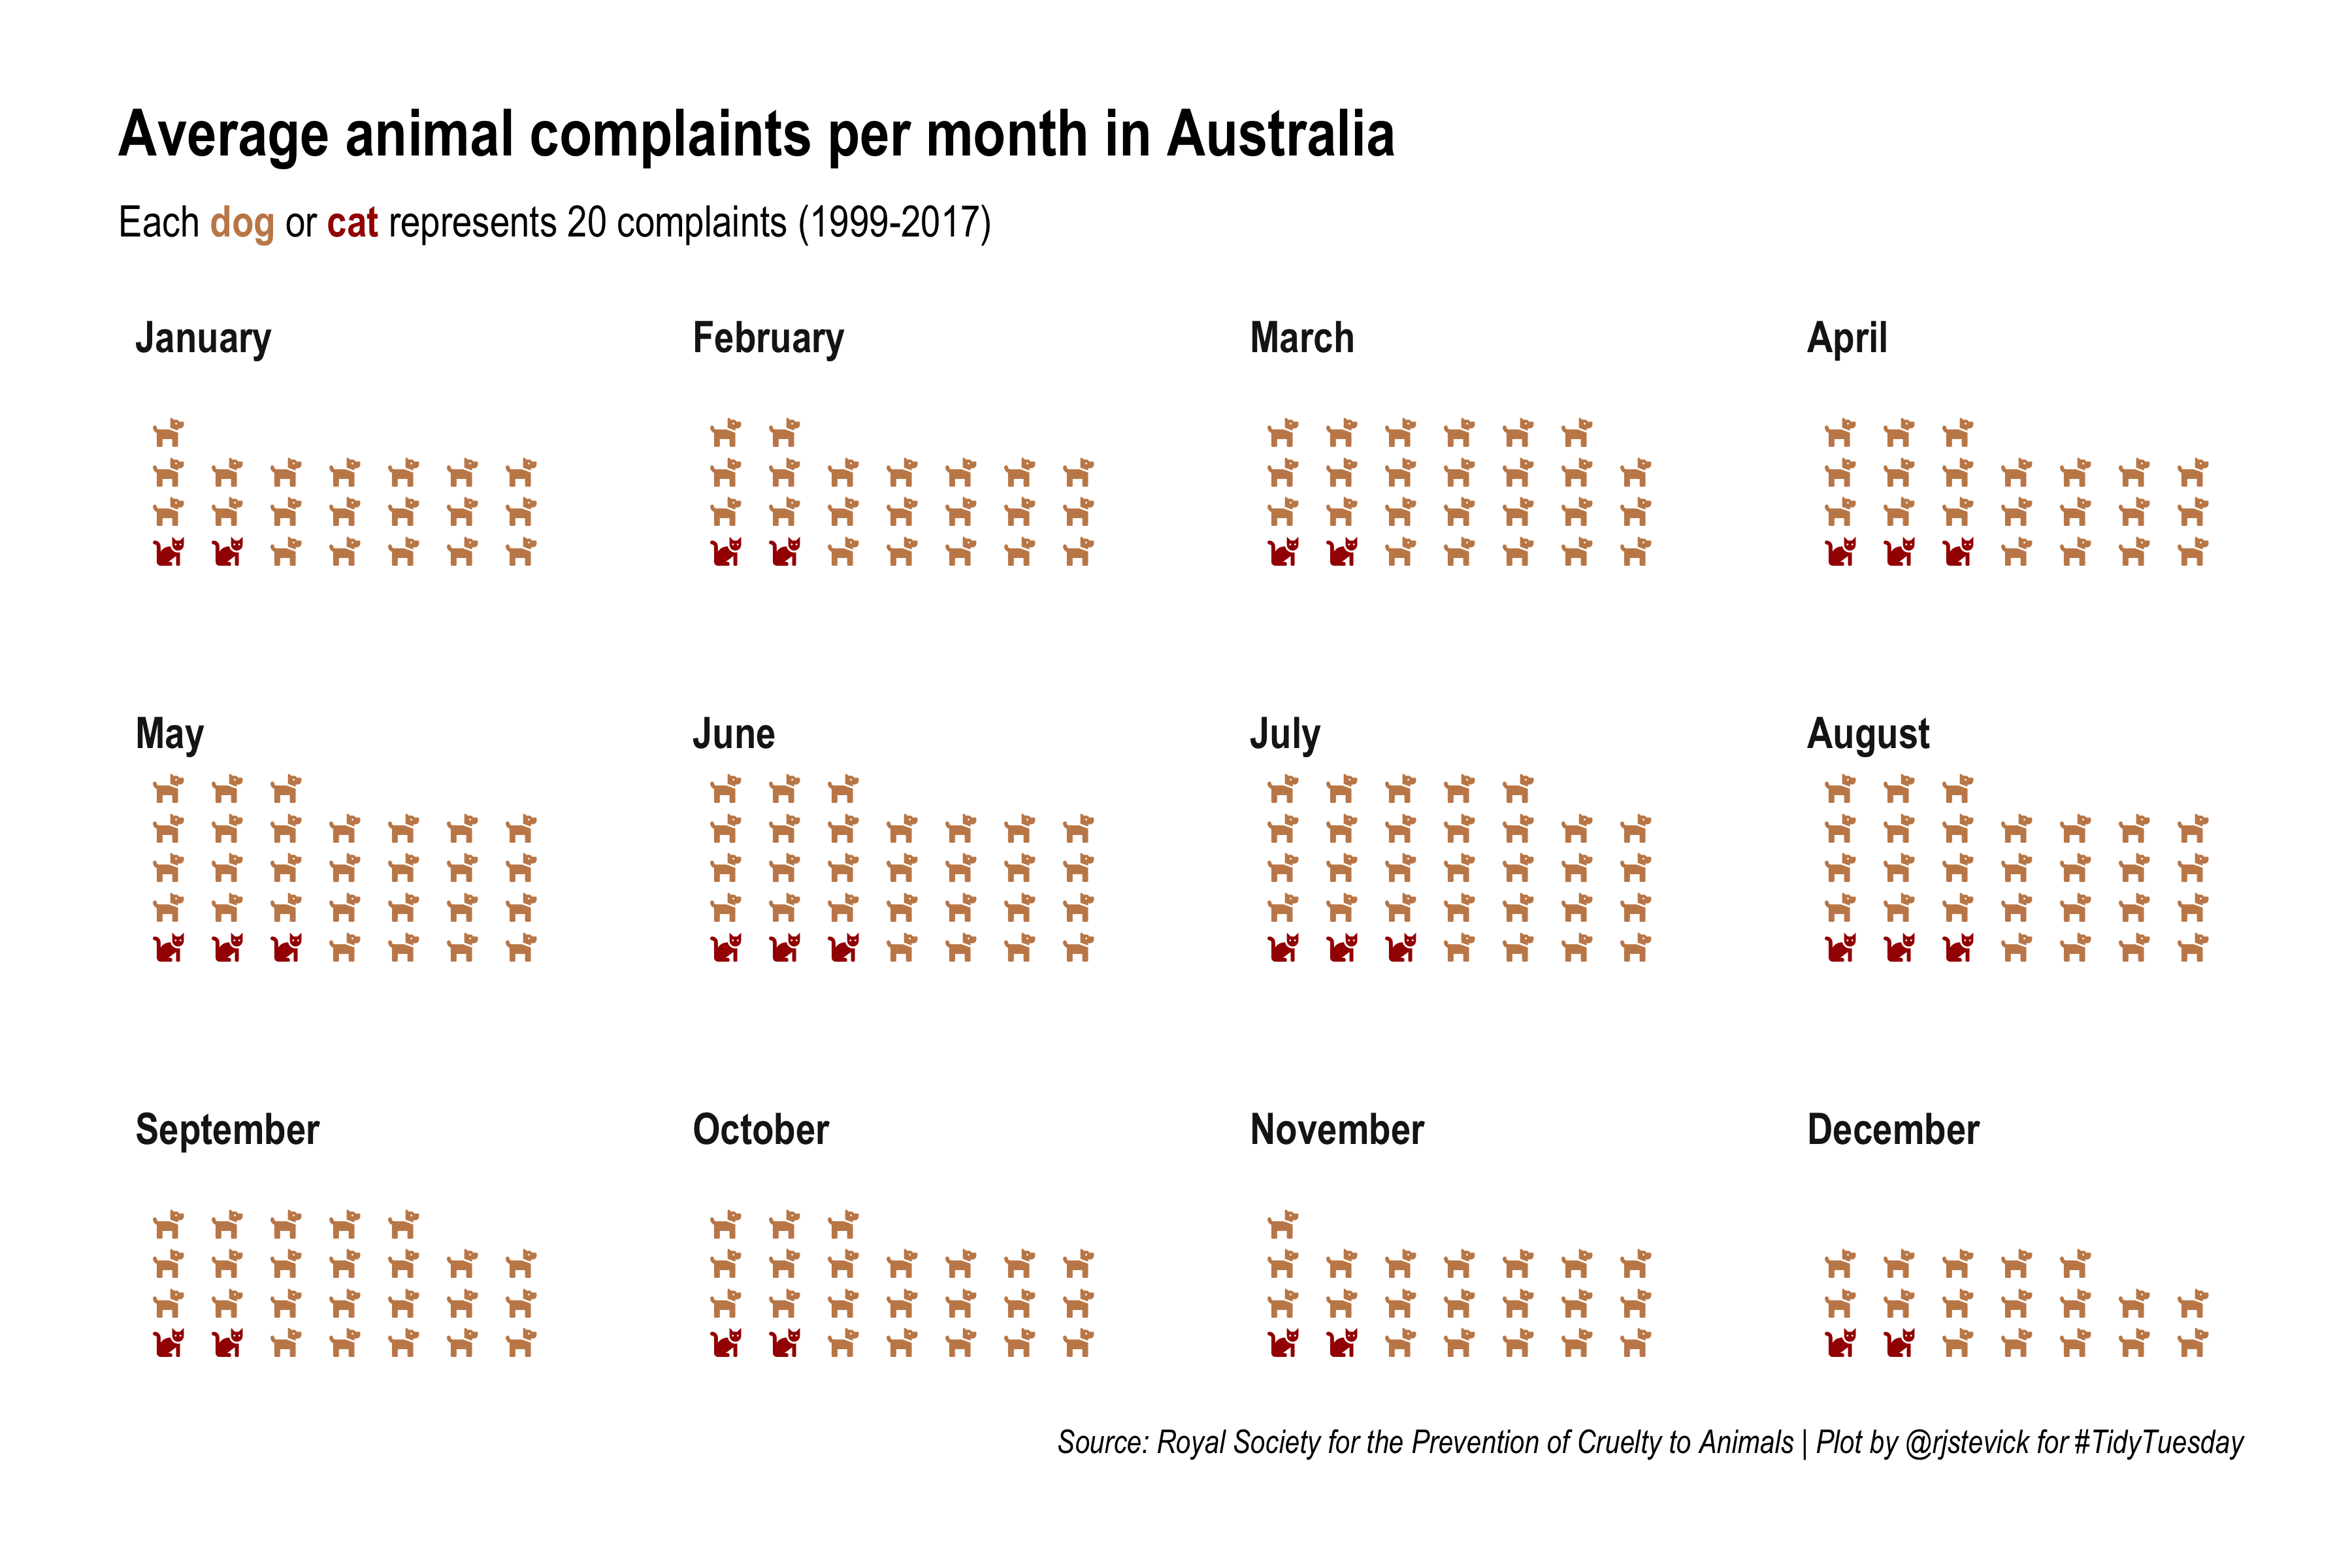 Average animal complaints per month in Australia
Each dog or cat represents 20 complaints (1999-2017)
January
February
March
April
May
June
July
August
September
October
November
December
Source: Royal Society for the Prevention of Cruelty to Animals | Plot by @rjstevick for #TidyTuesday